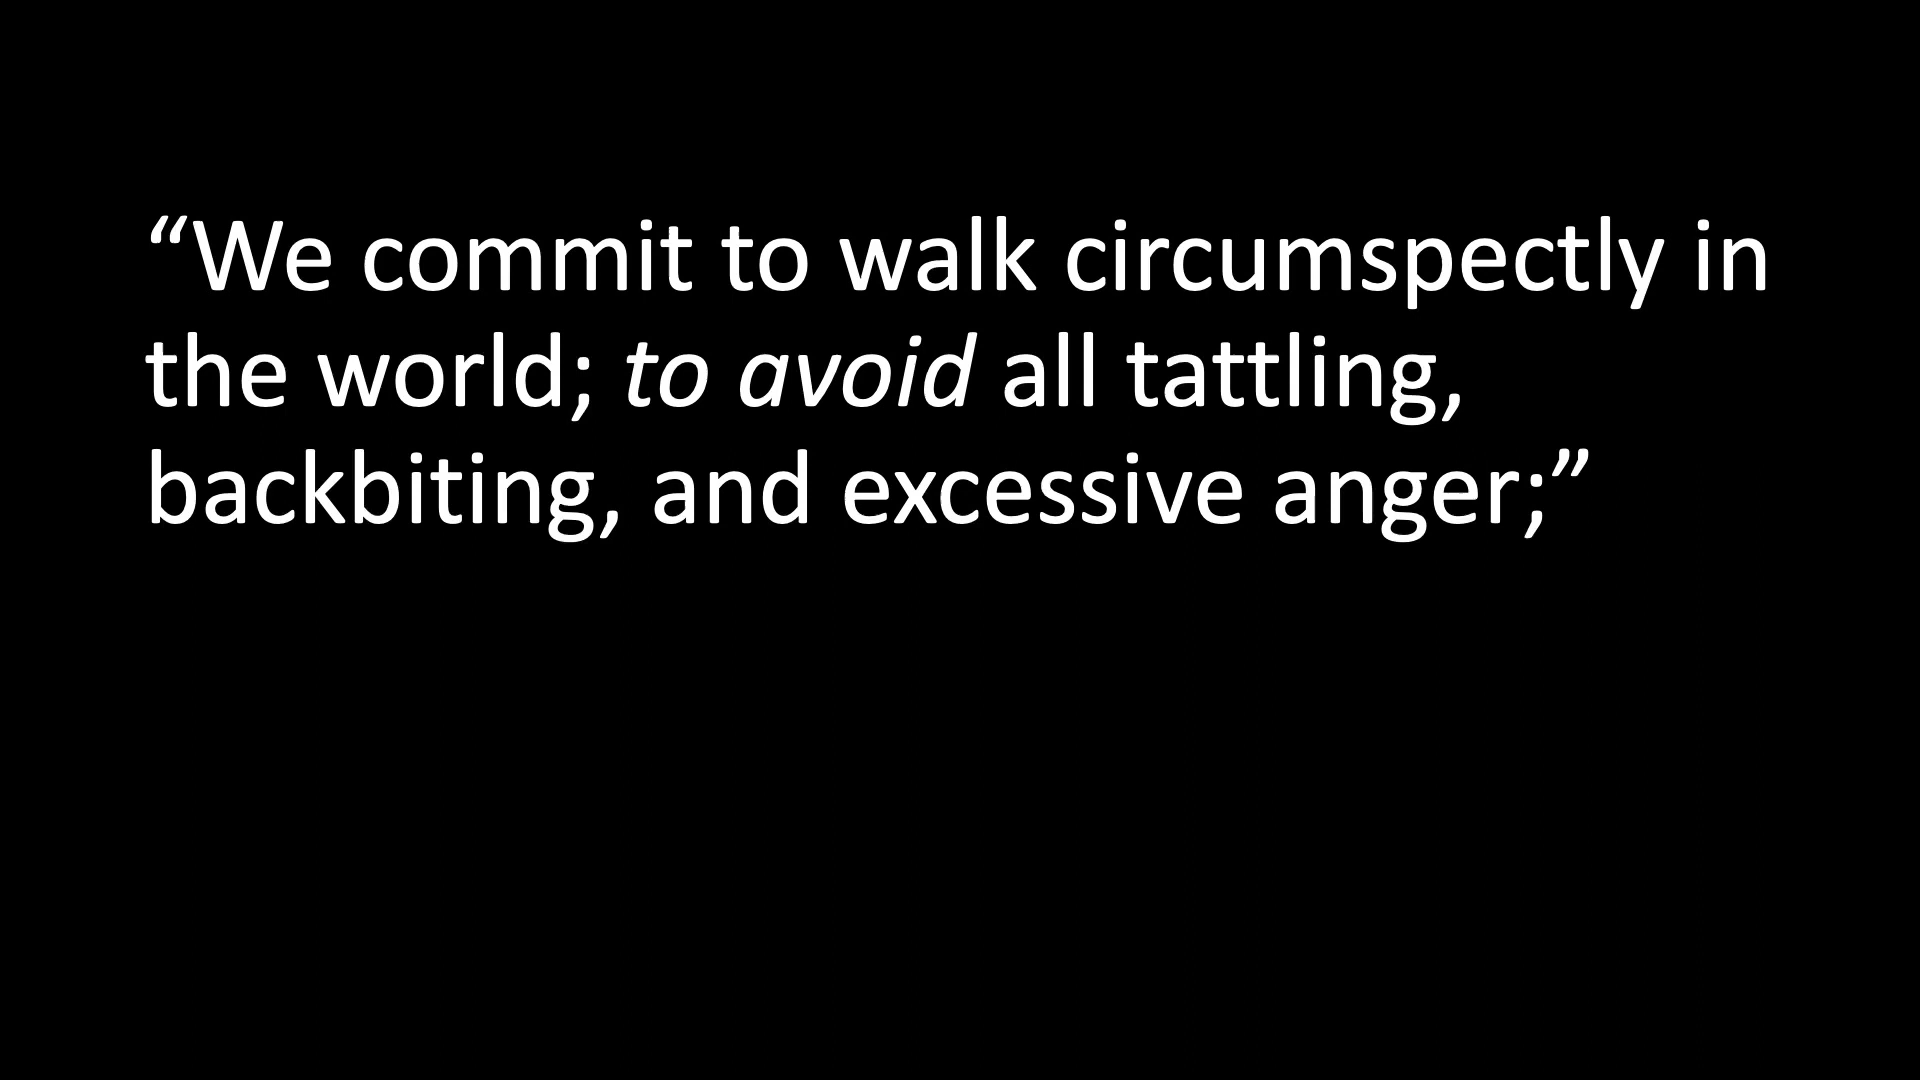 “We commit to walk circumspectly in
the world; to avoid all tattling,
backbiting, and excessive anger;”